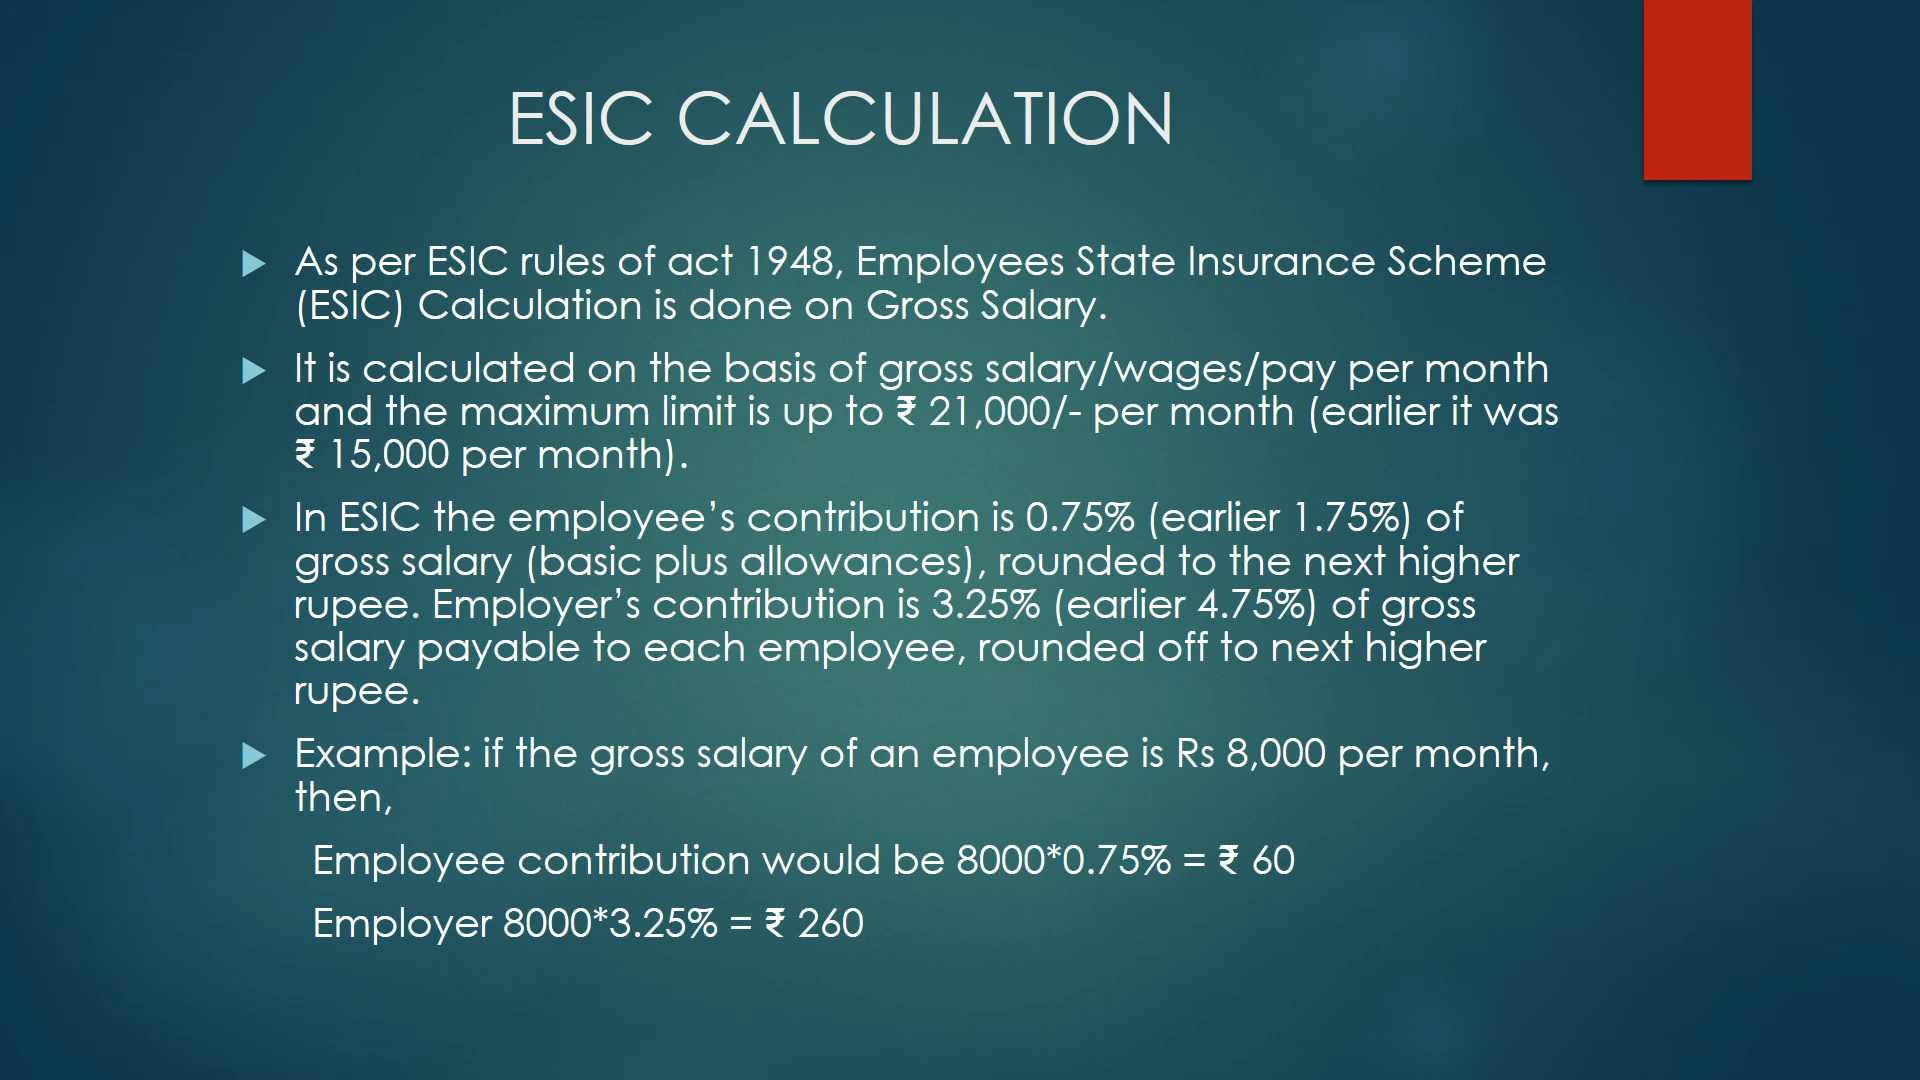 ESIC CALCULATION
As per ESIC rules of act 1948, Employees State Insurance Scheme
(ESIC) Calculation is done on Gross Salary.
It is calculated on the basis of gross salary/wages/pay per month
and the maximum limit is up to ₹ 21,000/- per month (earlier it was
₹ 15,000 per month).
In ESIC the employee’s contribution is 0.75% (earlier 1.75%) of
gross salary (basic plus allowances), rounded to the next higher
rupee. Employer’s contribution is 3.25% (earlier 4.75%) of gross
salary payable to each employee, rounded off to next higher
rupee.
Example: if the gross salary of an employee is Rs 8,000 per month,
then,
Employee contribution would be 8000*0.75% = ₹ 60
Employer 8000*3.25% = ₹ 260